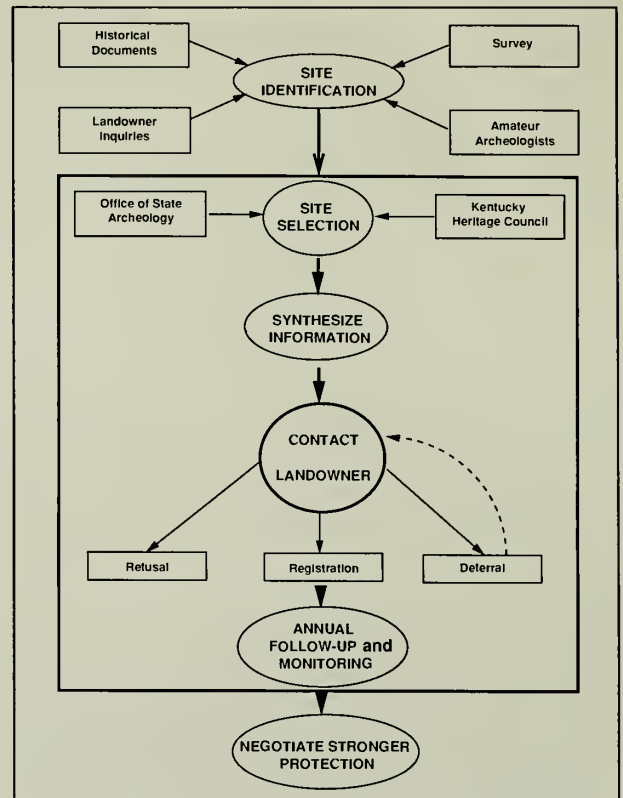 Historical
Documents
Survey
SITE
IDENTIFICATION
Landowner
Inquiries
Amateur
Archeologists
Office of State
Archeology
SITE
SELECTION
Kentucky
Heritage Council
SYNTHESIZE
INFORMATION
CONTACT
LANDOWNER
Refusal
Registration
Deferral
ANNUAL
FOLLOW-UP and
MONITORING
NEGOTIATE STRONGER
PROTECTION